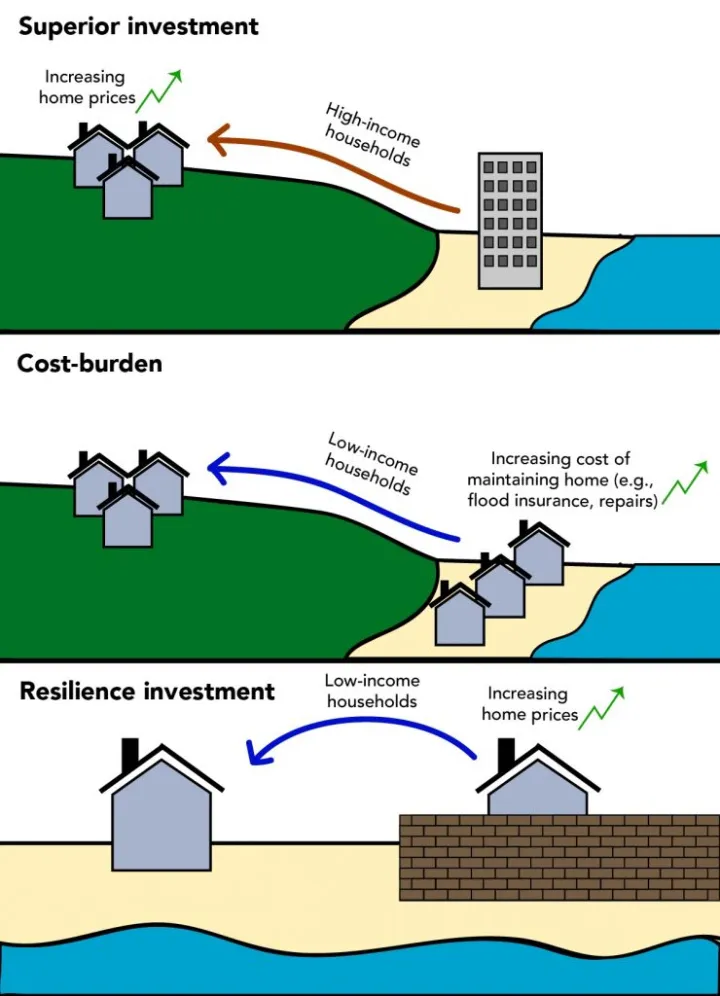 Superior investment
Increasing
home prices
High-income
households
Cost-burden
Low-income
households
Increasing cost of
maintaining home (e.g.,
flood insurance, repairs)
Resilience investment
Low-income
households
Increasing
home prices